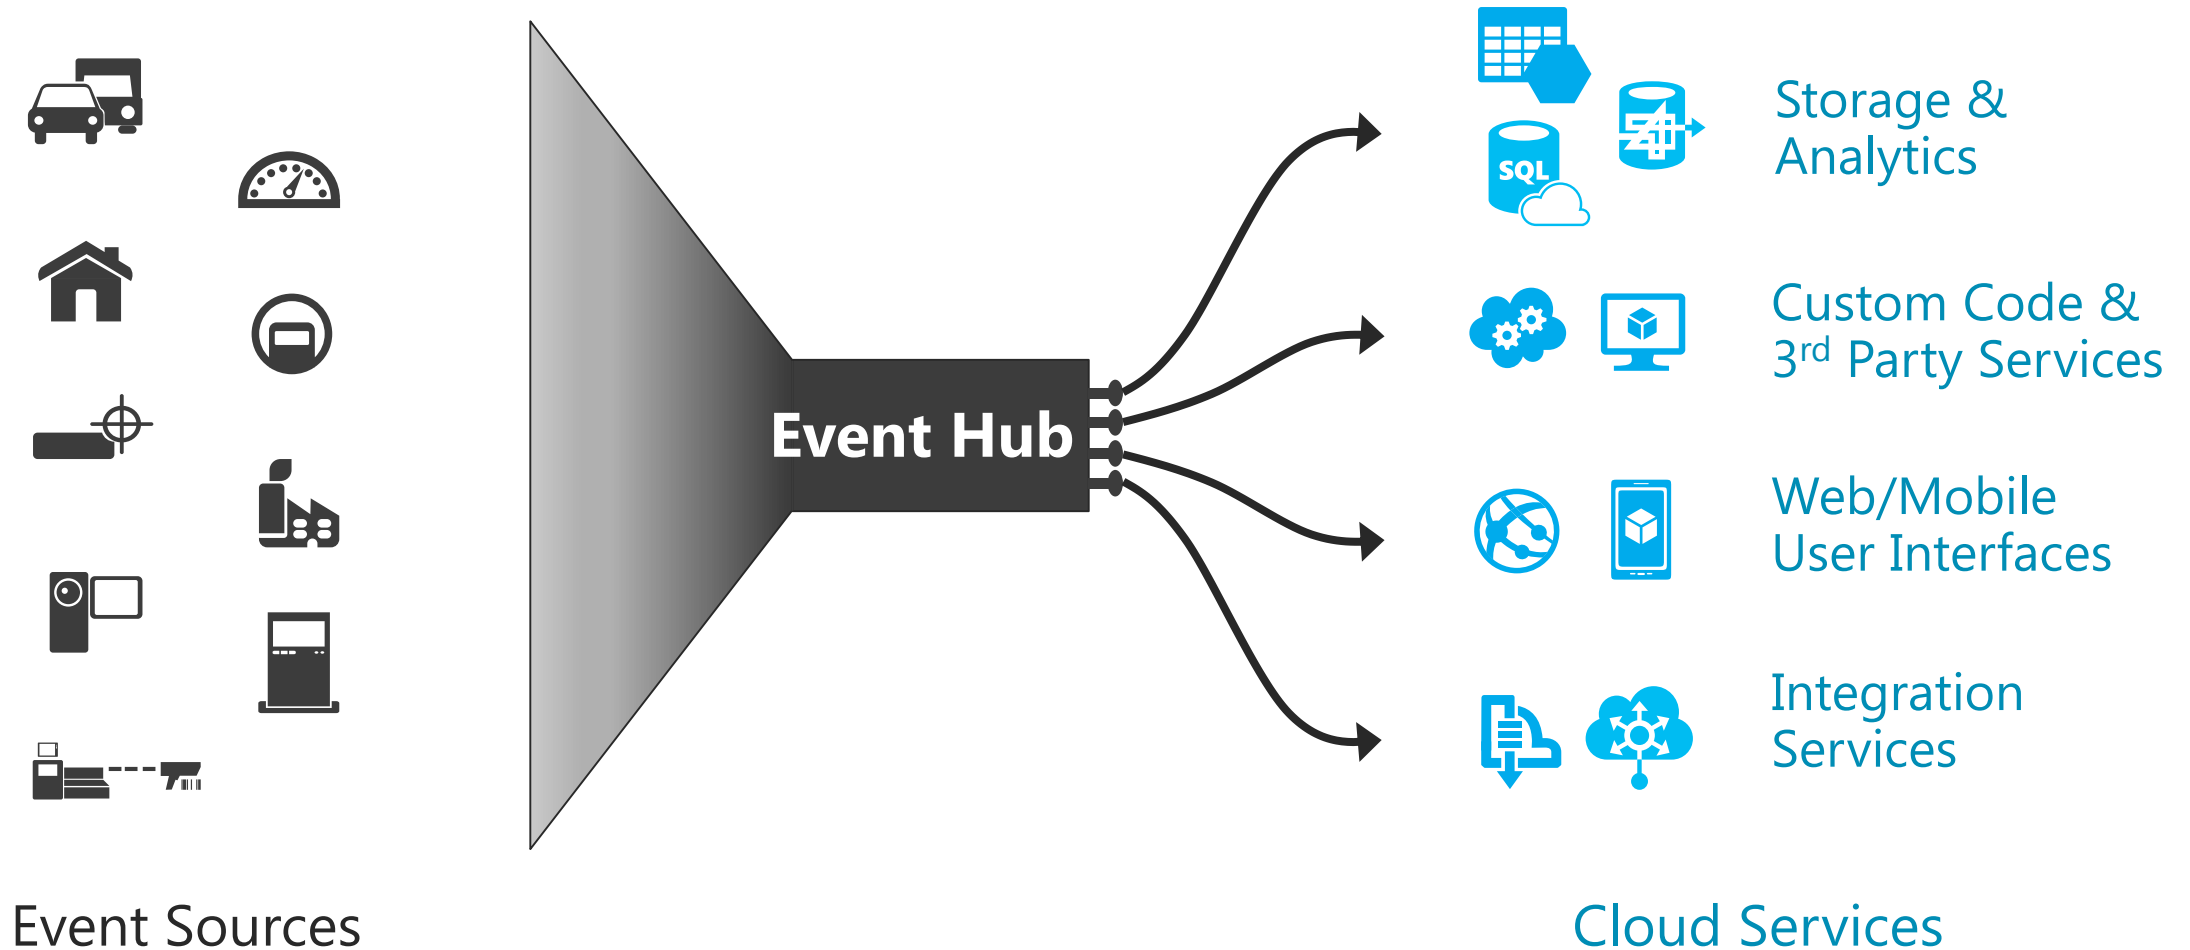 Storage &
Analytics
SQL
Custom Code &
3rd Party Services
Event Hub
Web/Mobile
User Interfaces
Integration
Services
Event Sources
Cloud Services